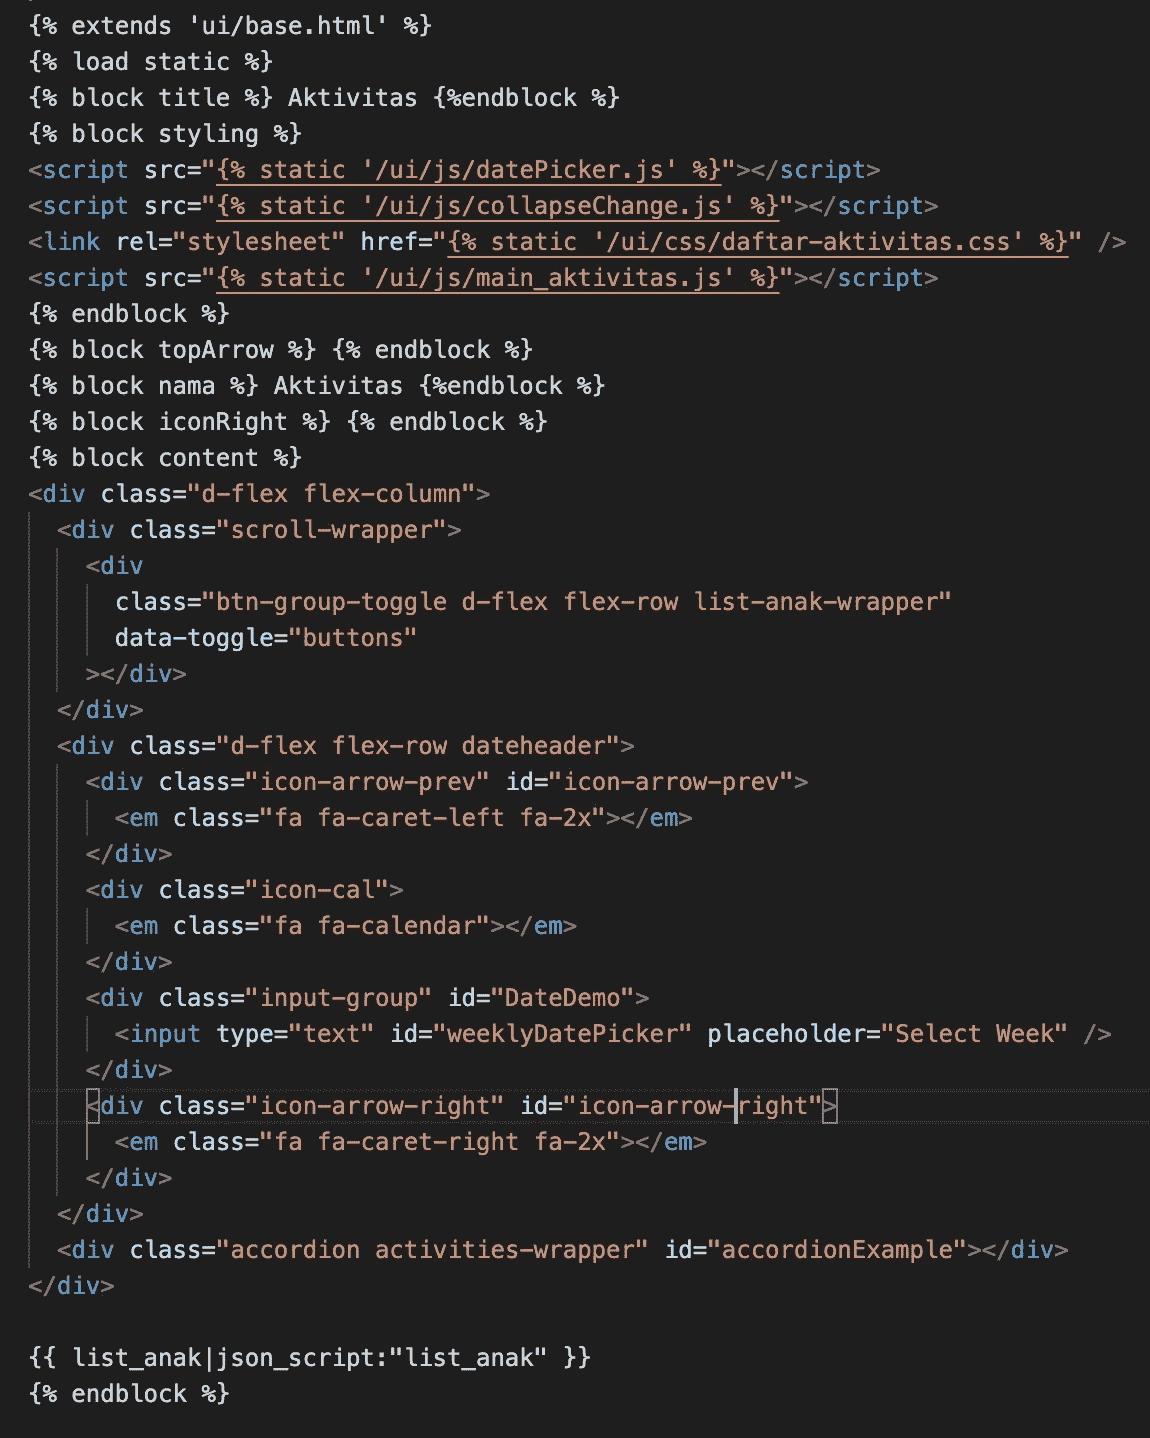 {% extends 'ui/base.html' %}
{% load static %}
{% block title %} Aktivitas {%endblock %}
{% block styling %}
<script src="{% static '/ui/js/datePicker.js' %}"></script>
<script src="{% static '/ui/js/collapseChange.js' %}"></script>
<link rel="stylesheet" href="{% static '/ui/css/daftar-aktivitas.css' %}" />
<script src="{% static '/ui/js/main_aktivitas.js' %}"></script>
{% endblock %}
{% block topArrow %} {% endblock %}
{% block nama %} Aktivitas {%endblock %}
{% block iconRight %} {% endblock %}
{% block content %}
<div class="d-flex flex-column">
  <div class="scroll-wrapper">
    <div
      class="btn-group-toggle d-flex flex-row list-anak-wrapper"
      data-toggle="buttons"
    ></div>
  </div>
  <div class="d-flex flex-row dateheader">
    <div class="icon-arrow-prev" id="icon-arrow-prev">
      <em class="fa fa-caret-left fa-2x"></em>
    </div>
    <div class="icon-cal">
      <em class="fa fa-calendar"></em>
    </div>
    <div class="input-group" id="DateDemo">
      <input type="text" id="weeklyDatePicker" placeholder="Select Week" />
    </div>
    <div class="icon-arrow-right" id="icon-arrow-right">
      <em class="fa fa-caret-right fa-2x"></em>
    </div>
  </div>
  <div class="accordion activities-wrapper" id="accordionExample"></div>
</div>

{{ list_anak|json_script:"list_anak" }}
{% endblock %}